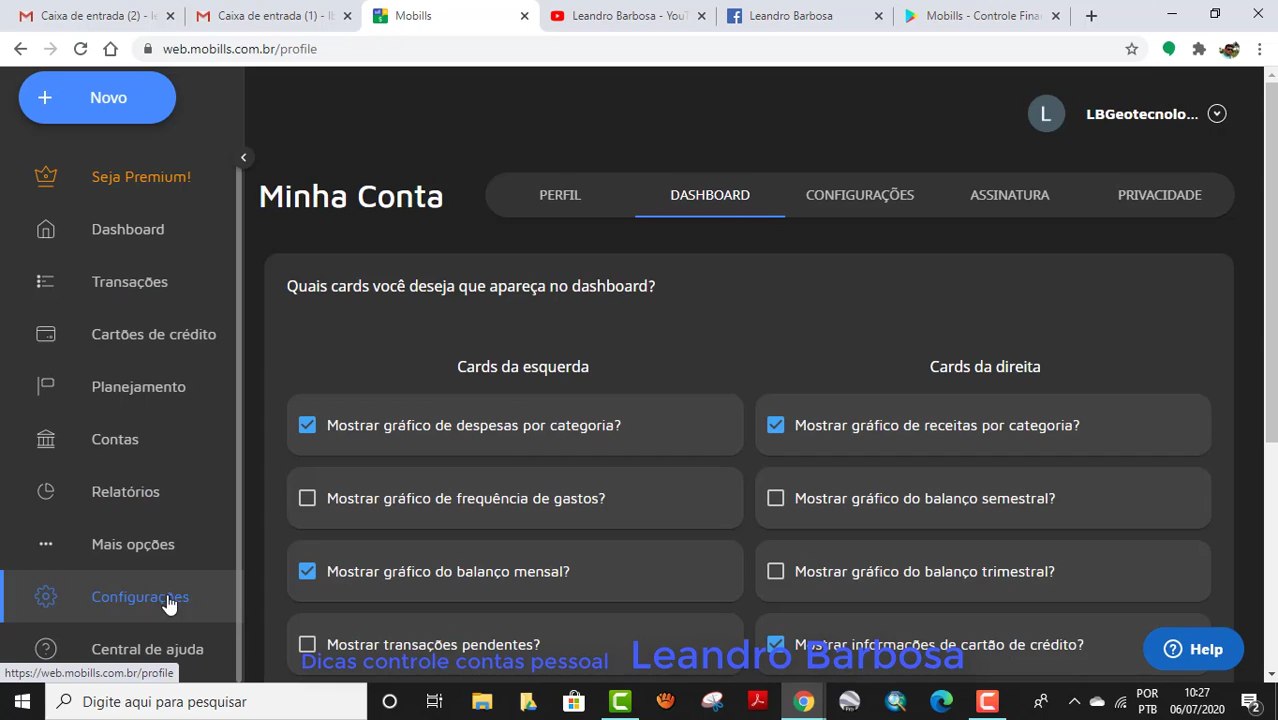 Caixa de entrada (2) - le
Caixa de entrada (1) - lb
Mobills
Leandro Barbosa - YouT
Leandro Barbosa
Mobills - Controle Finan
web.mobills.com.br/profile
+ Novo
Seja Premium!
Dashboard
Transações
Cartões de crédito
Planejamento
Contas
Relatórios
Mais opções
Configurações
Central de ajuda
https://web.mobills.com.br/profile
L LBGeotecnolo...
Minha Conta
PERFIL
DASHBOARD
CONFIGURAÇÕES
ASSINATURA
PRIVACIDADE
Quais cards você deseja que apareça no dashboard?
Cards da esquerda
Cards da direita
Mostrar gráfico de despesas por categoria?
Mostrar gráfico de receitas por categoria?
Mostrar gráfico de frequência de gastos?
Mostrar gráfico do balanço semestral?
Mostrar gráfico do balanço mensal?
Mostrar gráfico do balanço trimestral?
Mostrar transações pendentes?
Mostrar informações de cartão de crédito?
Dicas controle contas pessoal
Leandro Barbosa
Help
Digite aqui para pesquisar
POR
PTB
10:27
06/07/2020
2